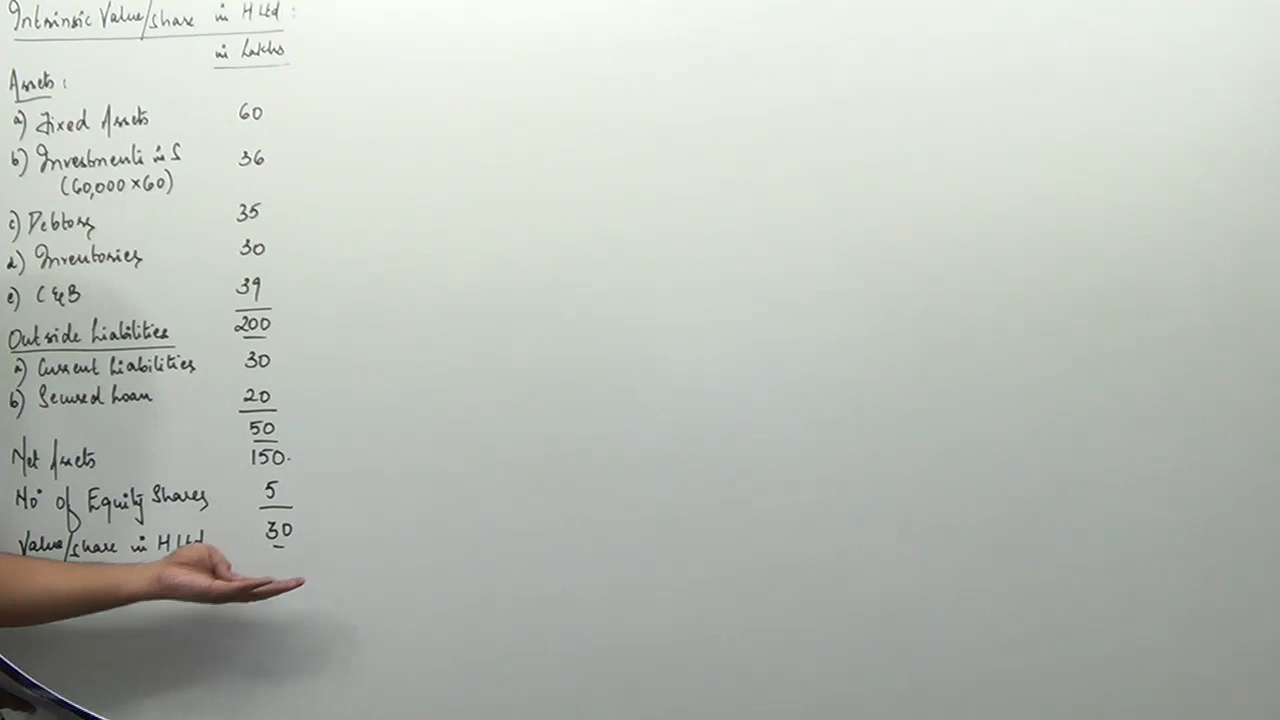 Intrinsic Value/share in H Ltd :
in Lakhs
Assets :
a) Fixed Assets 60
b) Investments in S 36
(60,000 × 60)
c) Debtors 35
d) Inventories 30
e) C & B 39
200
Outside Liabilities
a) Current Liabilities 30
b) Secured Loan 20
50
Net Assets 150.
No of Equity Shares 5
Value/share in H Ltd 30